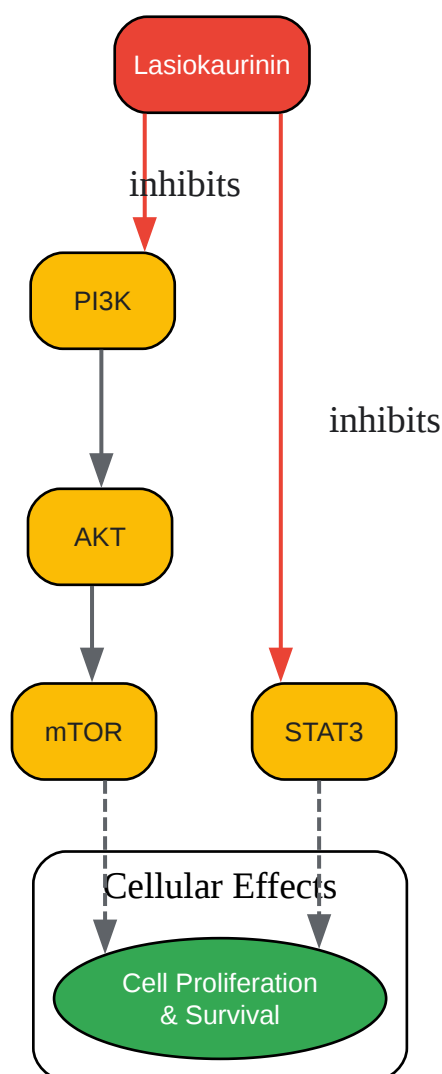 Lasiokaurinin
inhibits
PI3K
inhibits
AKT
mTOR
STAT3
Cellular Effects
Cell Proliferation
& Survival